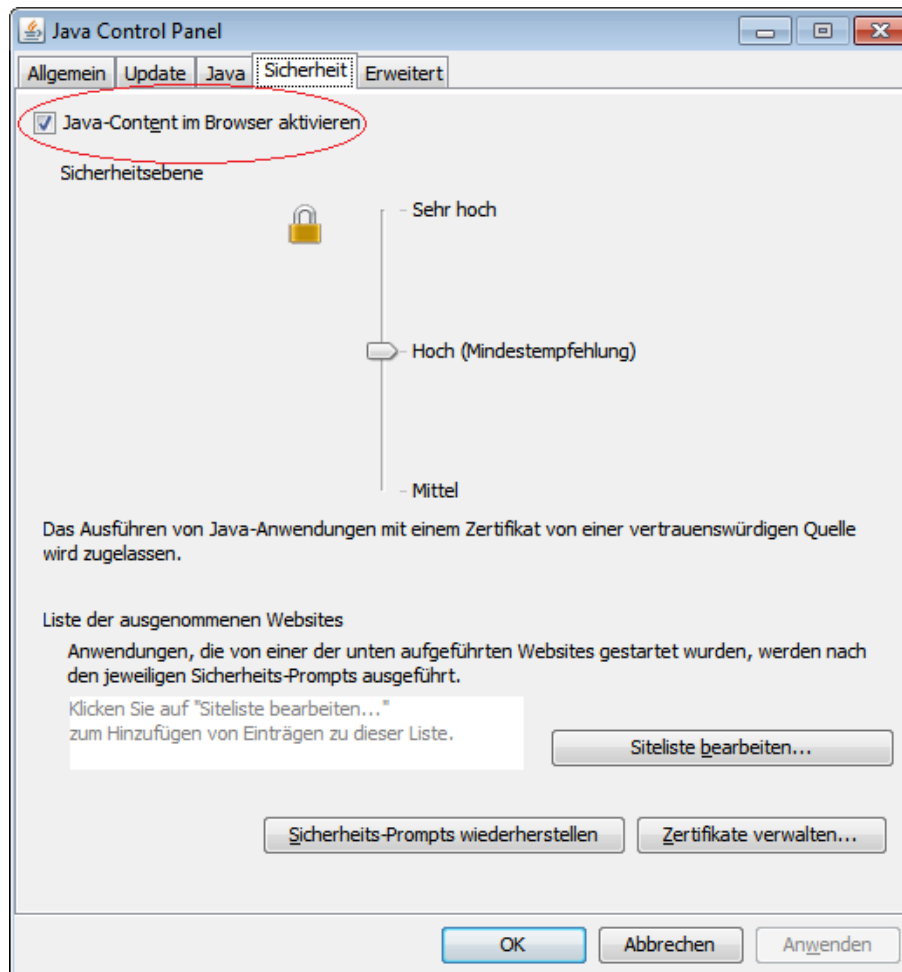 Java Control Panel
Allgemein Update Java Sicherheit Erweitert
Java-Content im Browser aktivieren
Sicherheitsebene
Sehr hoch
Hoch (Mindestempfehlung)
Mittel
Das Ausführen von Java-Anwendungen mit einem Zertifikat von einer vertrauenswürdigen Quelle
wird zugelassen.
Liste der ausgenommenen Websites
Anwendungen, die von einer der unten aufgeführten Websites gestartet wurden, werden nach
den jeweiligen Sicherheits-Prompts ausgeführt.
Klicken Sie auf "Siteliste bearbeiten..."
zum Hinzufügen von Einträgen zu dieser Liste.
Siteliste bearbeiten...
Sicherheits-Prompts wiederherstellen Zertifikate verwalten...
OK Abbrechen Anwenden